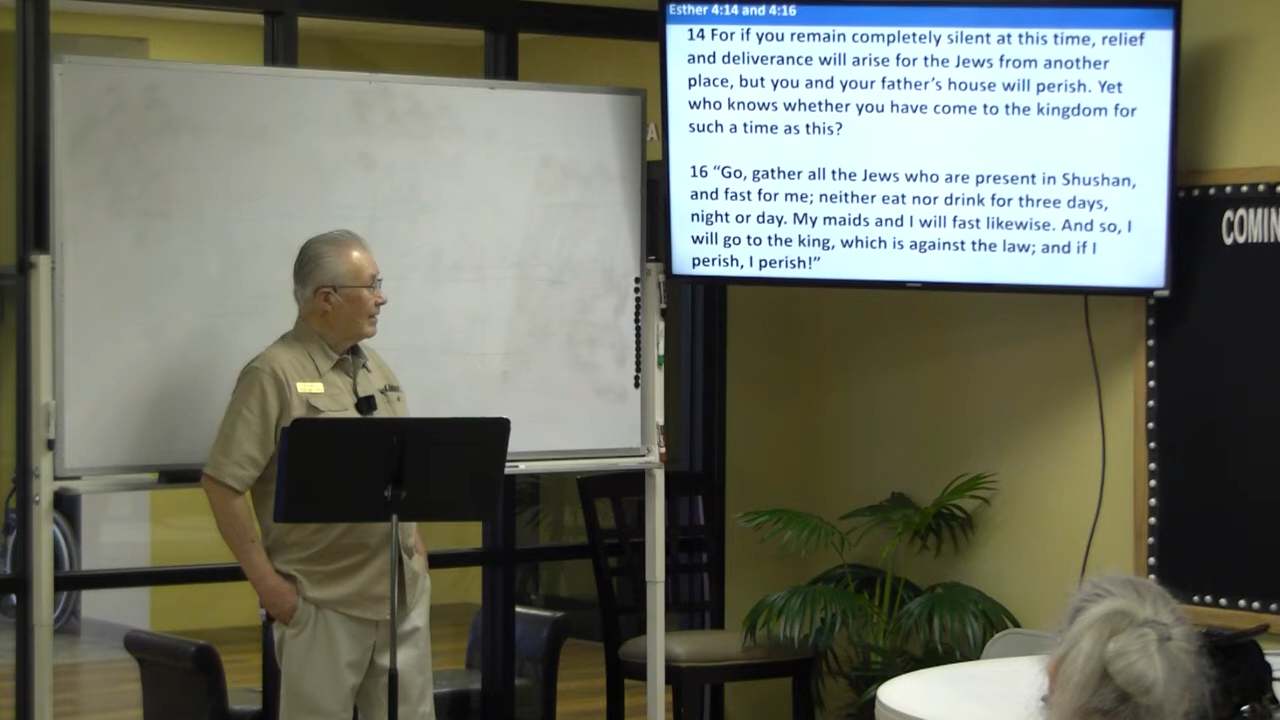 Esther 4:14 and 4:16
14 For if you remain completely silent at this time, relief
and deliverance will arise for the Jews from another
place, but you and your father’s house will perish. Yet
who knows whether you have come to the kingdom for
such a time as this?
16 “Go, gather all the Jews who are present in Shushan,
and fast for me; neither eat nor drink for three days,
night or day. My maids and I will fast likewise. And so, I
will go to the king, which is against the law; and if I
perish, I perish!”
A
COMIN